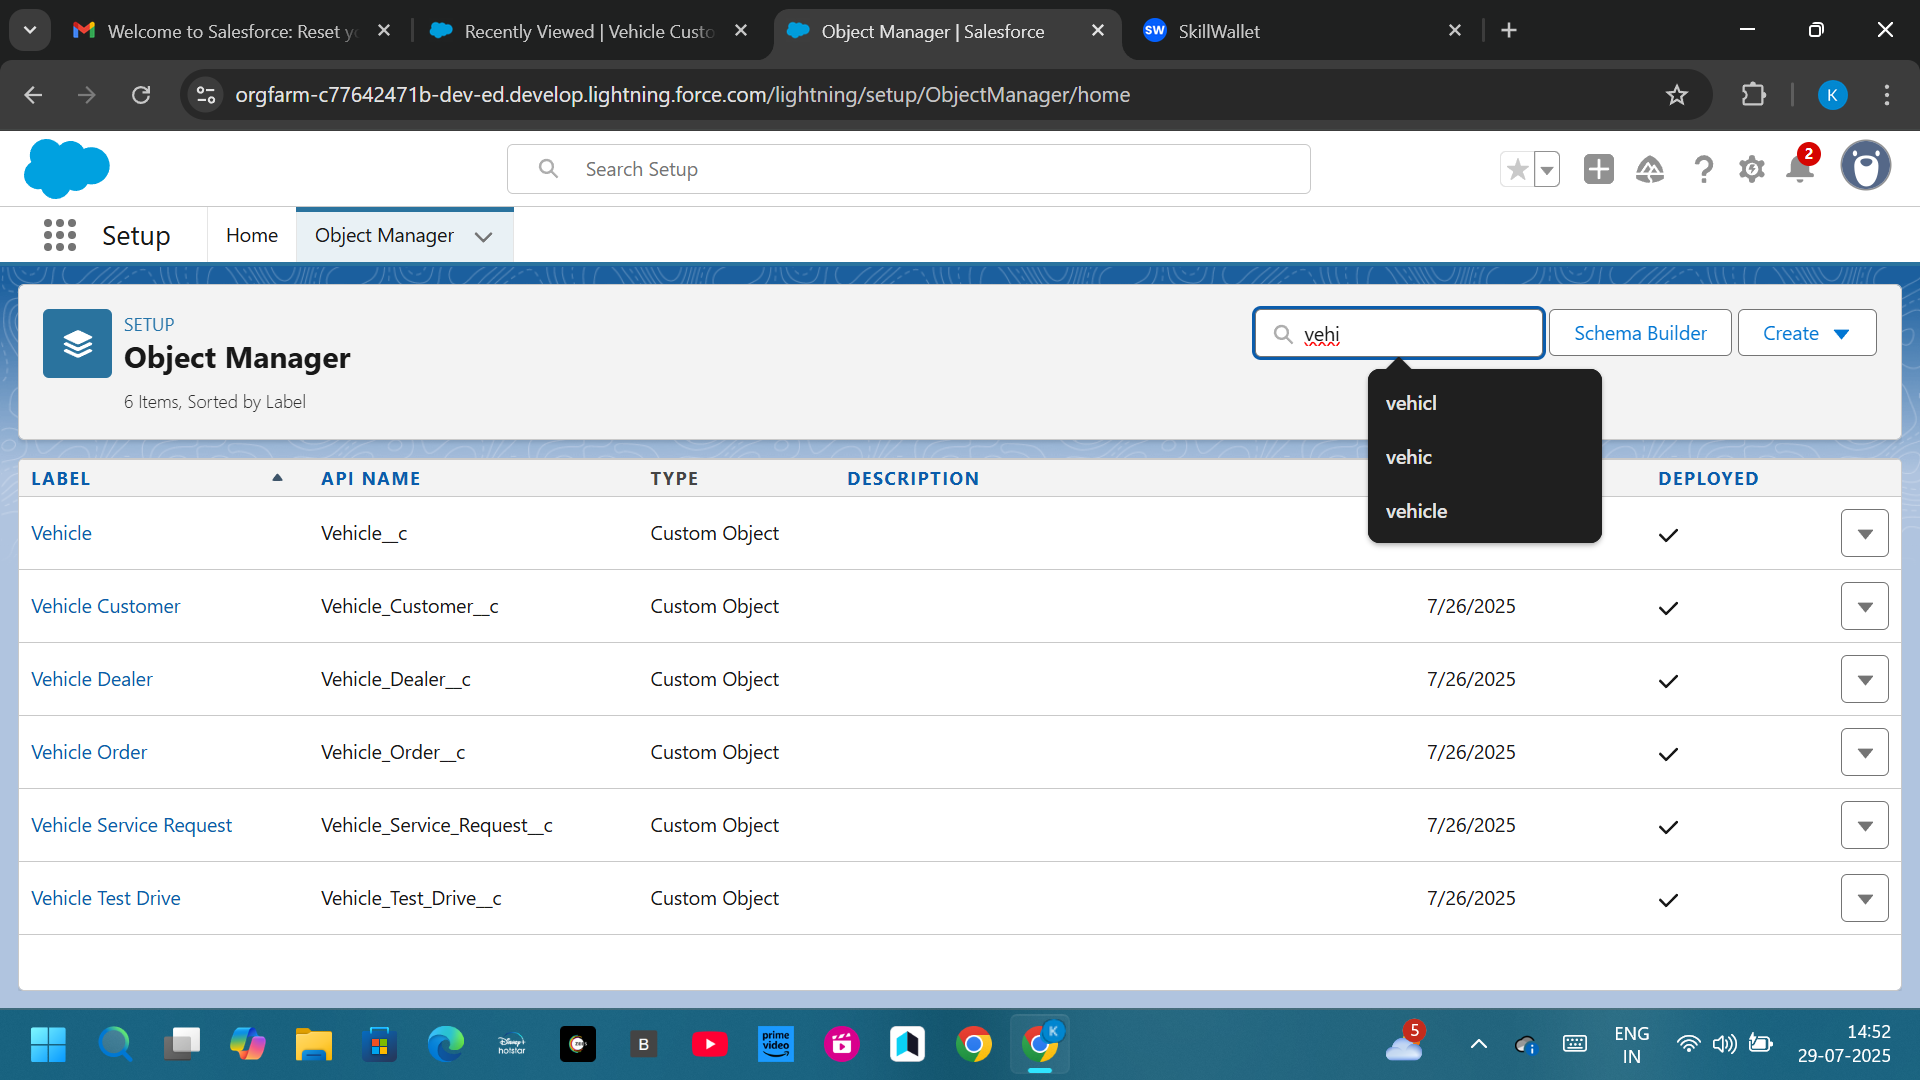 Welcome to Salesforce: Reset yo
Recently Viewed | Vehicle Custo
Object Manager | Salesforce
SW
SkillWallet
orgfarm-c77642471b-dev-ed.develop.lightning.force.com/lightning/setup/ObjectManager/home
K
Search Setup
2
Setup
Home
Object Manager
SETUP
Object Manager
6 Items, Sorted by Label
vehi
Schema Builder
Create
vehicl
vehic
vehicle
LABEL
API NAME
TYPE
DESCRIPTION
DEPLOYED
Vehicle
Vehicle__c
Custom Object
Vehicle Customer
Vehicle_Customer__c
Custom Object
7/26/2025
Vehicle Dealer
Vehicle_Dealer__c
Custom Object
7/26/2025
Vehicle Order
Vehicle_Order__c
Custom Object
7/26/2025
Vehicle Service Request
Vehicle_Service_Request__c
Custom Object
7/26/2025
Vehicle Test Drive
Vehicle_Test_Drive__c
Custom Object
7/26/2025
hotstar
B
prime
video
K
5
ENG
IN
14:52
29-07-2025